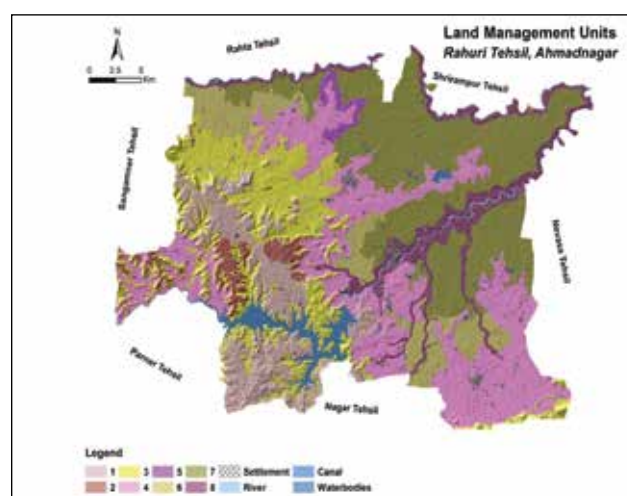 Land Management Units
Rahuri Tehsil, Ahmadnagar
N
0 2.5 5
Km
Rahta Tehsil
Shrirampur Tehsil
Sangamner Tehsil
Nevasa Tehsil
Parner Tehsil
Nagar Tehsil
Legend
1 3 5 7 Settlement Canal
2 4 6 8 River Waterbodies